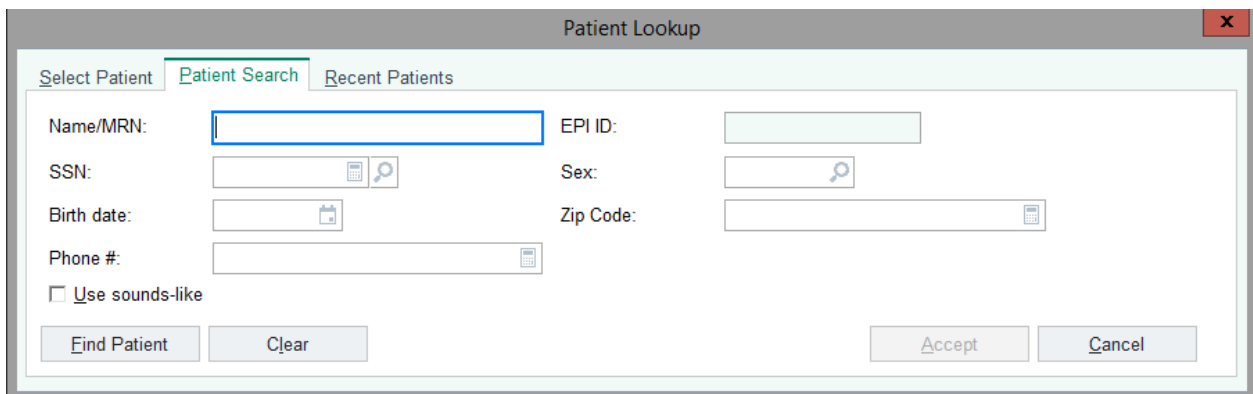 Patient Lookup
x
Select Patient Patient Search Recent Patients
Name/MRN: EPI ID:
SSN: Sex:
Birth date: Zip Code:
Phone #:
Use sounds-like
Find Patient Clear Accept Cancel